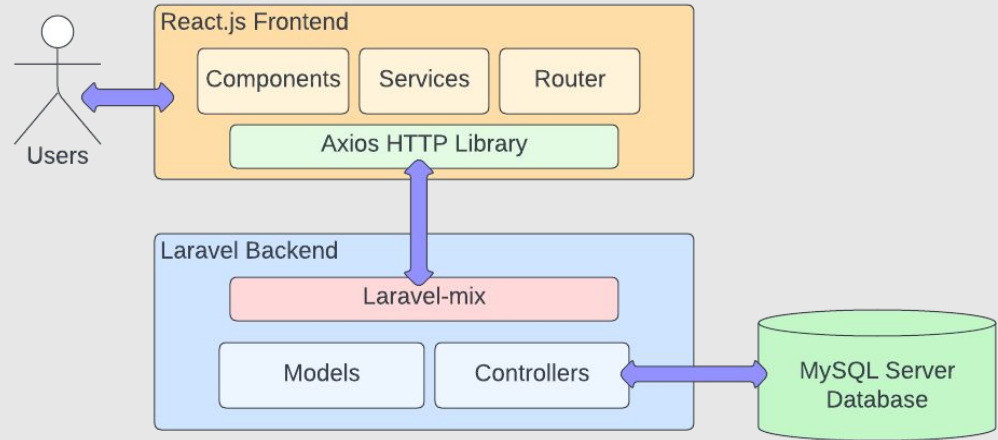 React.js Frontend
Components
Services
Router
Axios HTTP Library
Users
Laravel Backend
Laravel-mix
Models
Controllers
MySQL Server
Database